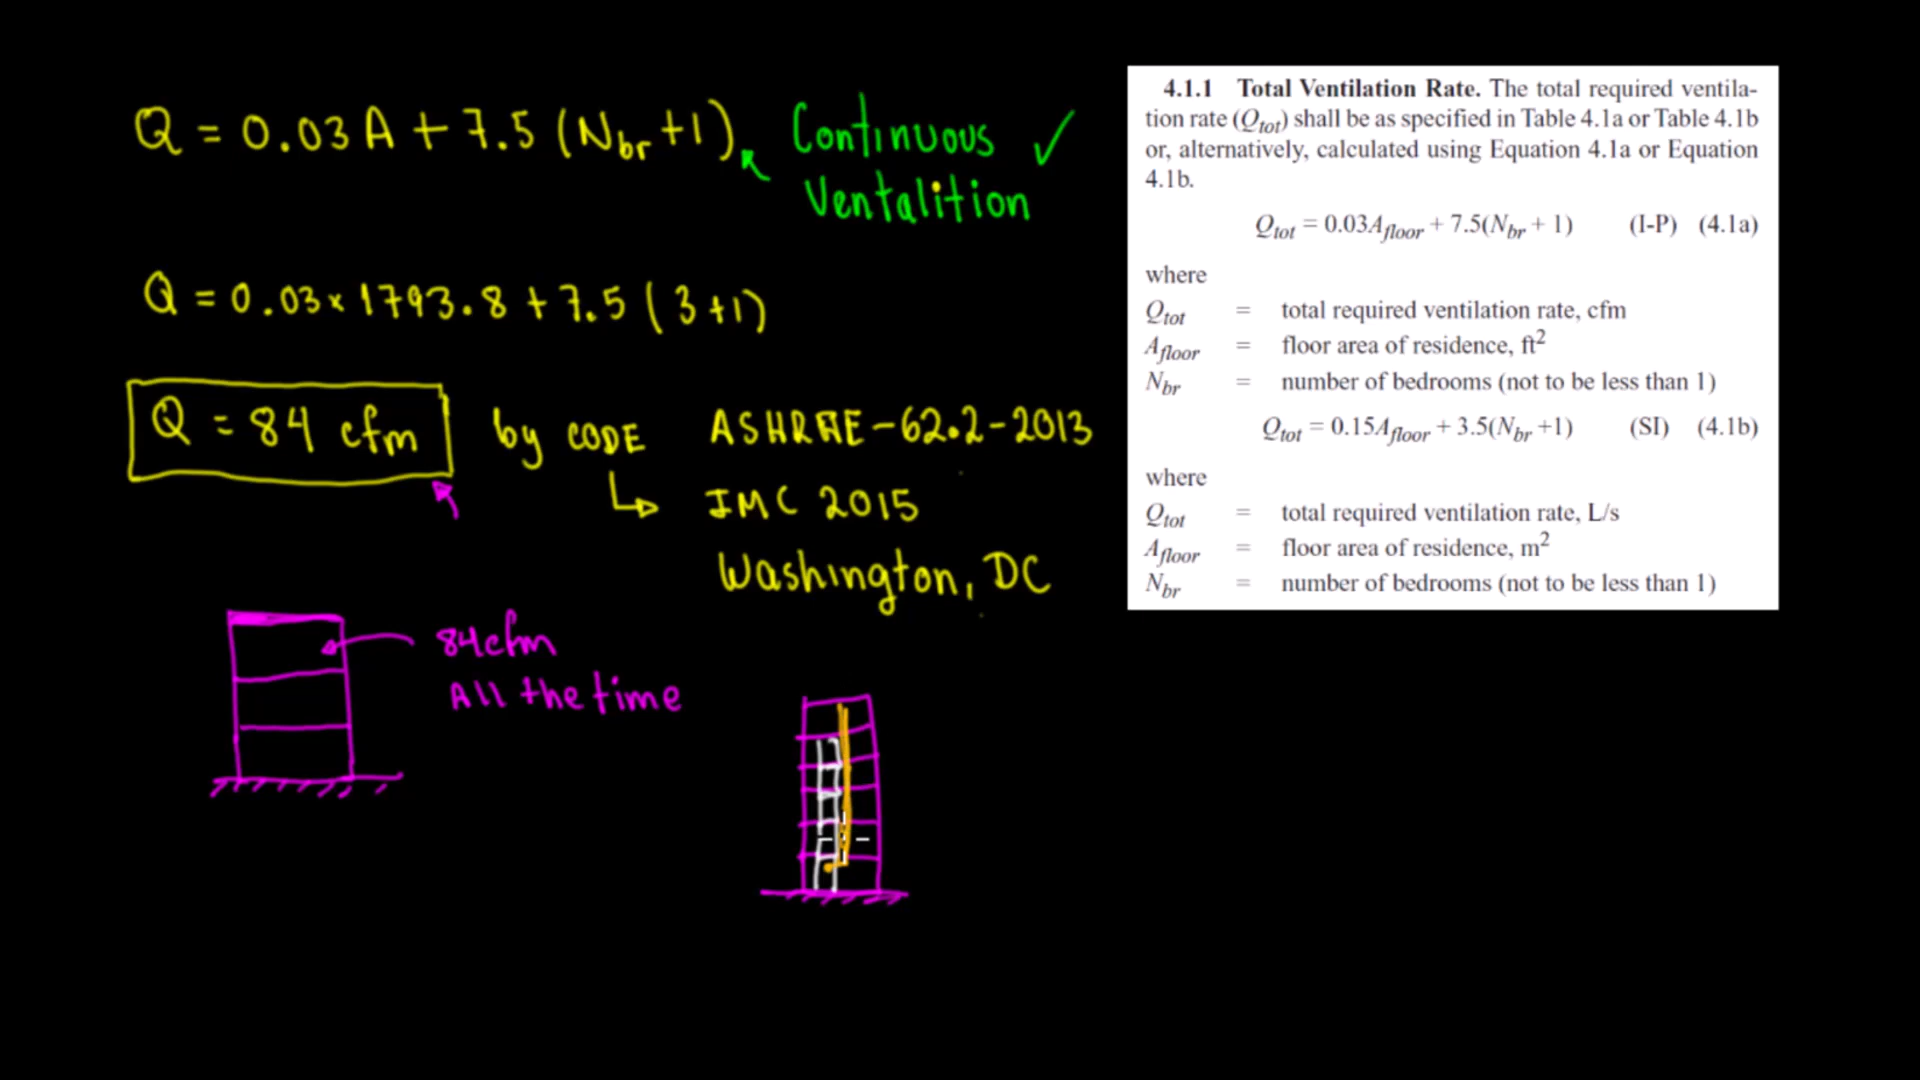 Q = 0.03 A + 7.5 (Nbr+1)
Continuous ✓
Ventalition
Q = 0.03 x 1793.8 + 7.5 (3+1)
Q = 84 cfm
by CODE
ASHRAE-62.2-2013
IMC 2015
Washington, DC
84cfm
All the time
4.1.1 Total Ventilation Rate. The total required ventila-
tion rate (Qtot) shall be as specified in Table 4.1a or Table 4.1b
or, alternatively, calculated using Equation 4.1a or Equation
4.1b.
Qtot = 0.03Afloor + 7.5(Nbr + 1) (I-P) (4.1a)
where
Qtot = total required ventilation rate, cfm
Afloor = floor area of residence, ft²
Nbr = number of bedrooms (not to be less than 1)
Qtot = 0.15Afloor + 3.5(Nbr +1) (SI) (4.1b)
where
Qtot = total required ventilation rate, L/s
Afloor = floor area of residence, m²
Nbr = number of bedrooms (not to be less than 1)